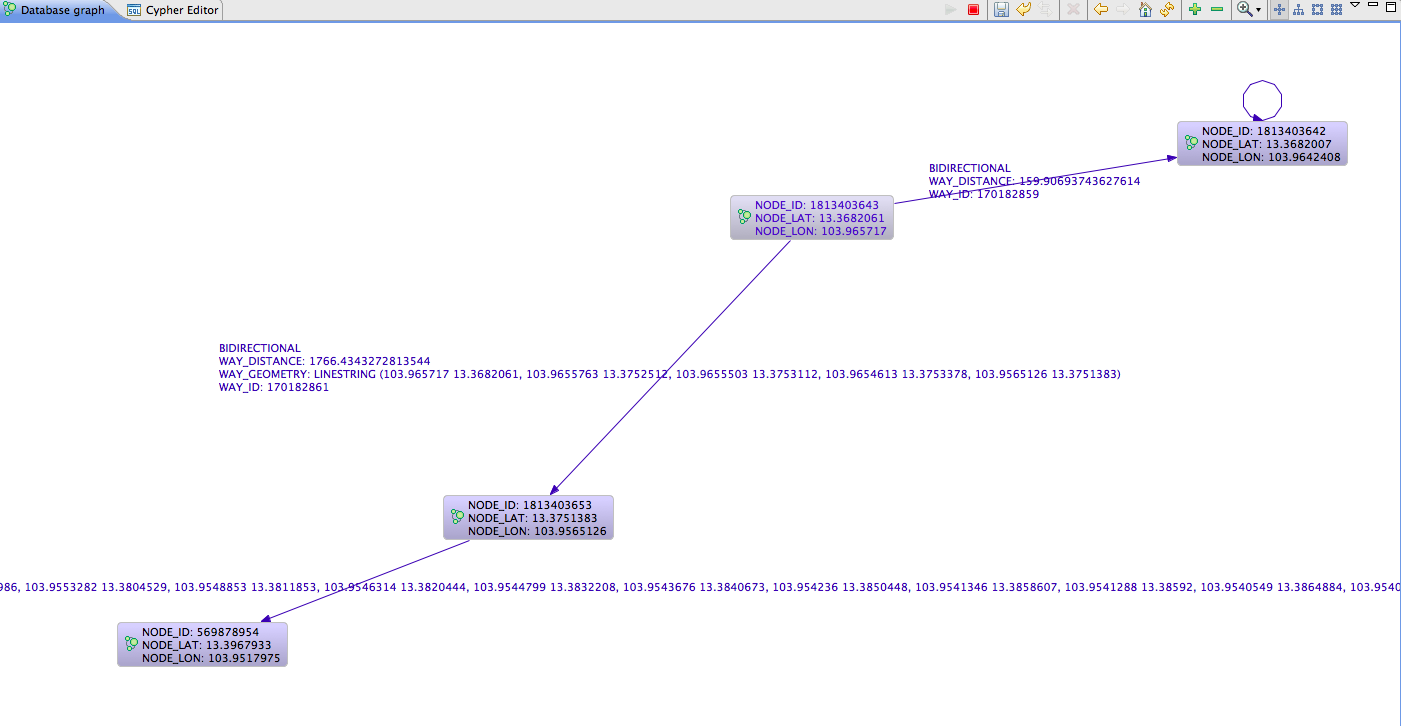 Database graph
Cypher Editor
NODE_ID: 1813403642
NODE_LAT: 13.3682007
NODE_LON: 103.9642408
BIDIRECTIONAL
WAY_DISTANCE: 159.90693743627614
WAY_ID: 170182859
NODE_ID: 1813403643
NODE_LAT: 13.3682061
NODE_LON: 103.965717
BIDIRECTIONAL
WAY_DISTANCE: 1766.4343272813544
WAY_GEOMETRY: LINESTRING (103.965717 13.3682061, 103.9655763 13.3752512, 103.9655503 13.3753112, 103.9654613 13.3753378, 103.9565126 13.3751383)
WAY_ID: 170182861
NODE_ID: 1813403653
NODE_LAT: 13.3751383
NODE_LON: 103.9565126
986, 103.9553282 13.3804529, 103.9548853 13.3811853, 103.9546314 13.3820444, 103.9544799 13.3832208, 103.9543676 13.3840673, 103.954236 13.3850448, 103.9541346 13.3858607, 103.9541288 13.38592, 103.9540549 13.3864884, 103.9540
NODE_ID: 569878954
NODE_LAT: 13.3967933
NODE_LON: 103.9517975